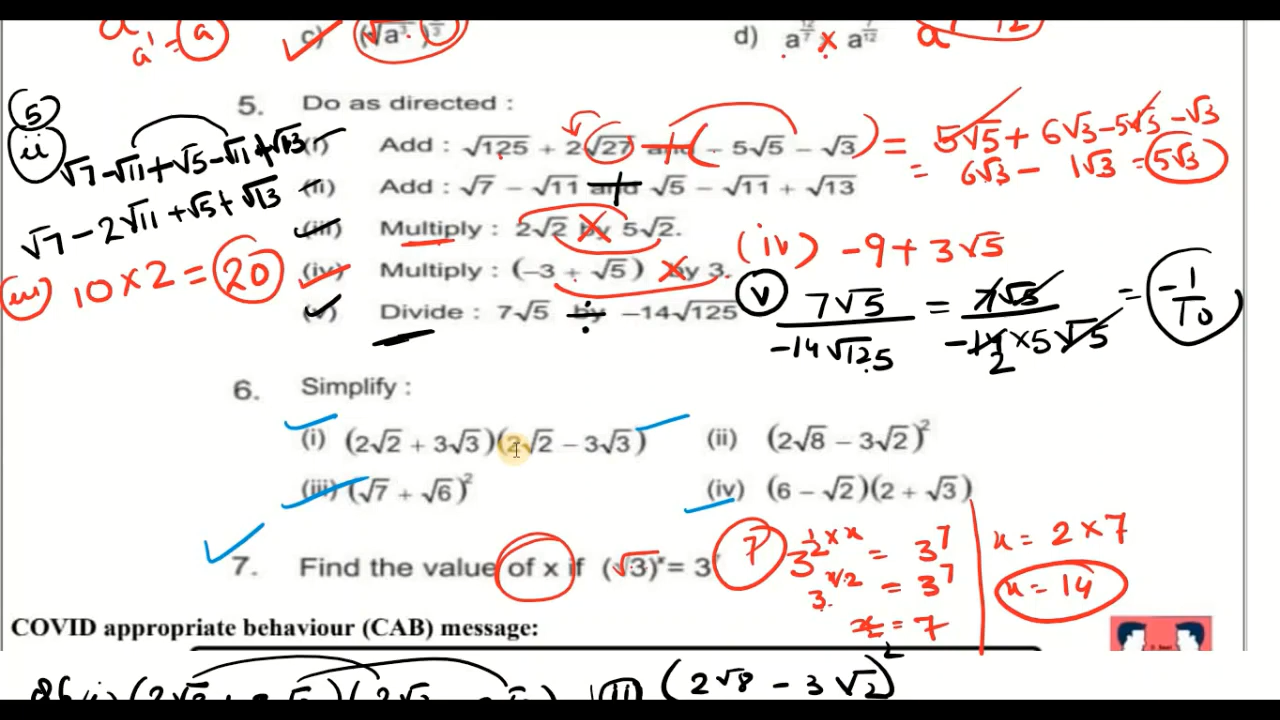 a¹ = a
c) (∛a³)^(1/3)
d) a^(12/7) × a^(7/12)
5
5. Do as directed :
ii
√7 - √11 + √5 - √11 + √13
√7 - 2√11 + √5 + √13
(i) Add : √125 + 2√27 and - 5√5 - √3
= 5√5 + 6√3 - 5√5 - √3
= 6√3 - 1√3 = 5√3
(ii) Add : √7 - √11 and √5 - √11 + √13
(iii) Multiply : 2√2 by 5√2.
iii) 10 × 2 = 20
(iv) Multiply : (-3 + √5) by 3.
(iv) -9 + 3√5
(v) Divide : 7√5 by -14√125
v 7√5 / -14√125 = 7√5 / -14 × 5√5 = -1/10
2
6. Simplify :
(i) (2√2 + 3√3)(2√2 - 3√3)
(ii) (2√8 - 3√2)²
(iii) (√7 + √6)²
(iv) (6 - √2)(2 + √3)
7. Find the value of x if (√3)ˣ = 3⁷
7 3^(1/2 × x) = 3⁷
3^(x/2) = 3⁷
x/2 = 7
x = 2 × 7
x = 14
COVID appropriate behaviour (CAB) message:
(2√8 - 3√2)²